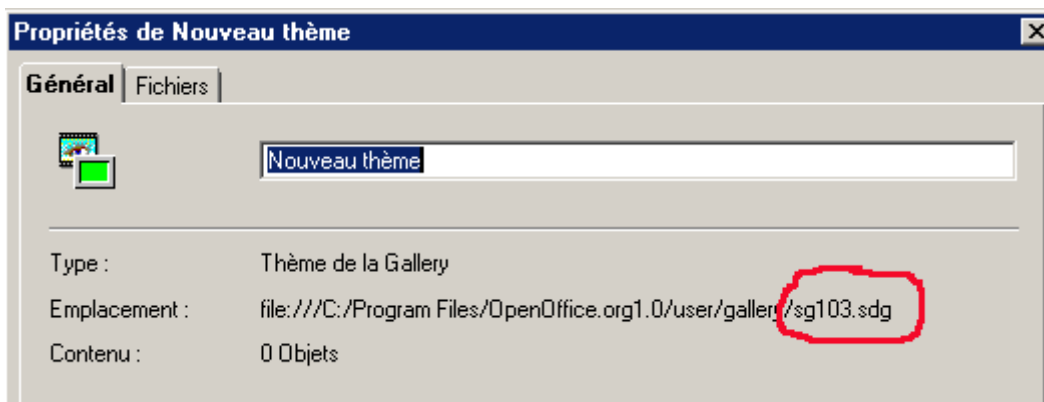 Propriétés de Nouveau thème
Général Fichiers
Nouveau thème
Type : Thème de la Gallery
Emplacement : file:///C:/Program Files/OpenOffice.org1.0/user/gallery/sg103.sdg
Contenu : 0 Objets